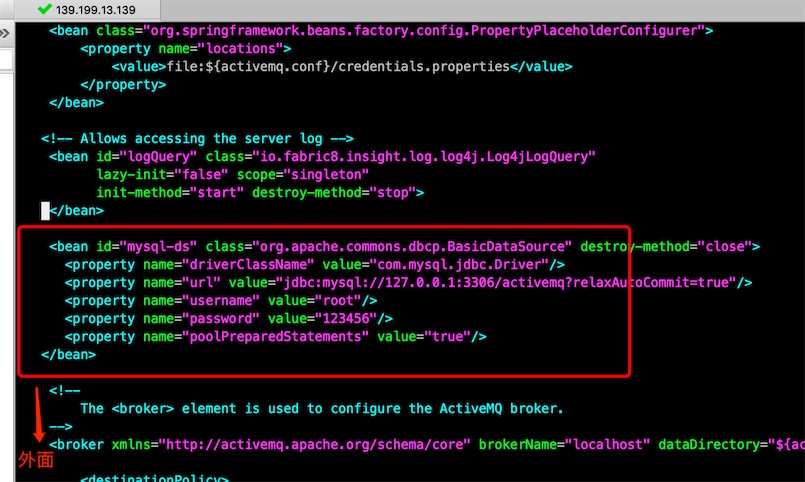 139.199.13.139
<bean class="org.springframework.beans.factory.config.PropertyPlaceholderConfigurer">
<property name="locations">
<value>file:${activemq.conf}/credentials.properties</value>
</property>
</bean>
<!-- Allows accessing the server log -->
<bean id="logQuery" class="io.fabric8.insight.log.log4j.Log4jLogQuery"
lazy-init="false" scope="singleton"
init-method="start" destroy-method="stop">
</bean>
<bean id="mysql-ds" class="org.apache.commons.dbcp.BasicDataSource" destroy-method="close">
<property name="driverClassName" value="com.mysql.jdbc.Driver"/>
<property name="url" value="jdbc:mysql://127.0.0.1:3306/activemq?relaxAutoCommit=true"/>
<property name="username" value="root"/>
<property name="password" value="123456"/>
<property name="poolPreparedStatements" value="true"/>
</bean>
<!--
The <broker> element is used to configure the ActiveMQ broker.
-->
<broker xmlns="http://activemq.apache.org/schema/core" brokerName="localhost" dataDirectory="${ac
外面
<destinationPolicy>